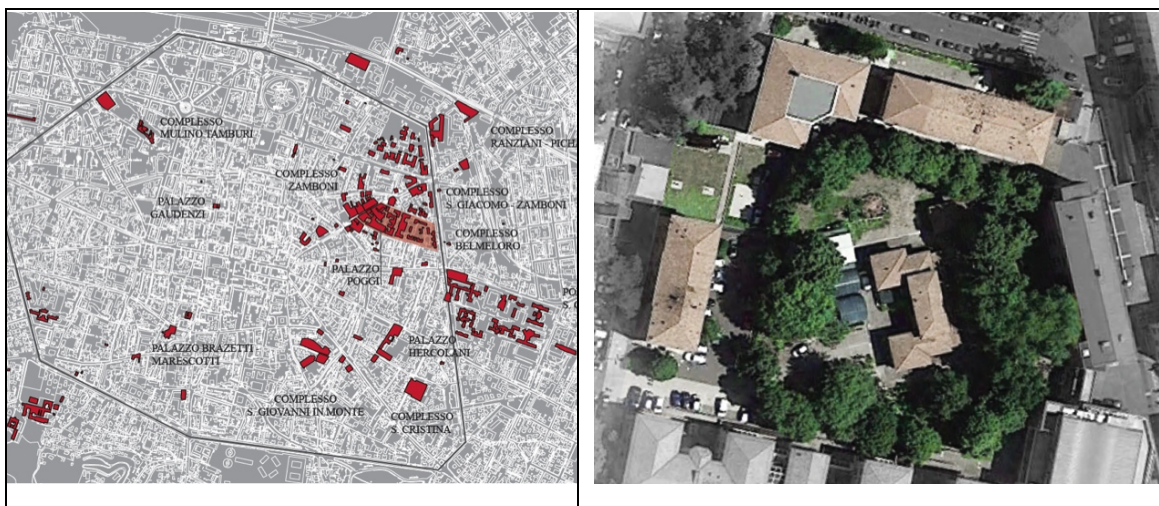 COMPLESSO
RANZIANI - PICH
COMPLESSO
MULINO TAMBURI
COMPLESSO
ZAMBONI
COMPLESSO
S. GIACOMO - ZAMBONI
PALAZZO
GAUDENZI
COMPLESSO
BELMELORO
PALAZZO
POGGI
PO
S.
PALAZZO
HERCOLANI
PALAZZO BRAZETTI
MARESCOTTI
COMPLESSO
S. GIOVANNI IN MONTE
COMPLESSO
S. CRISTINA